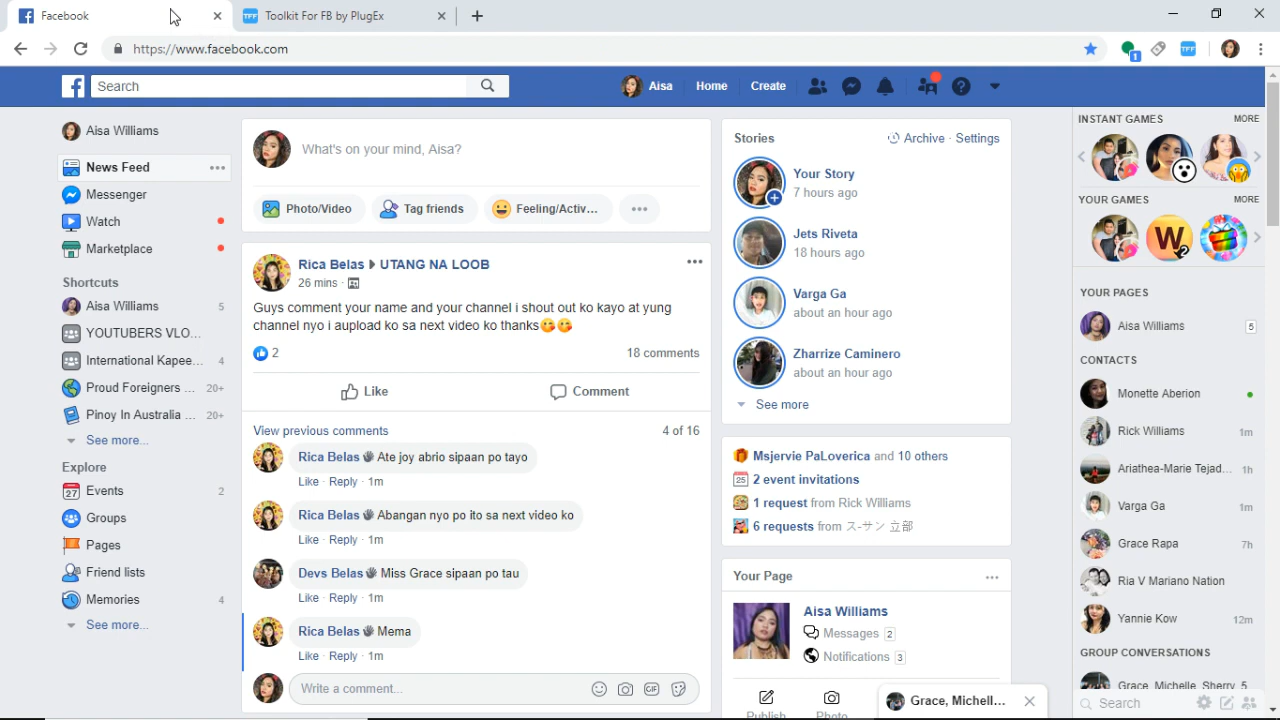 Facebook
Toolkit For FB by PlugEx
https://www.facebook.com
Search
Aisa
Home
Create
Aisa Williams
News Feed
Messenger
Watch
Marketplace
Shortcuts
Aisa Williams 5
YOUTUBERS VLO...
International Kapee... 4
Proud Foreigners ... 20+
Pinoy In Australia ... 20+
See more...
Explore
Events 2
Groups
Pages
Friend lists
Memories 4
See more...
What's on your mind, Aisa?
Photo/Video
Tag friends
Feeling/Activ...
Rica Belas UTANG NA LOOB
26 mins ·
Guys comment your name and your channel i shout out ko kayo at yung
channel nyo i aupload ko sa next video ko thanks😋😋
2
18 comments
Like
Comment
View previous comments
4 of 16
Rica Belas Ate joy abrio sipaan po tayo
Like · Reply · 1m
Rica Belas Abangan nyo po ito sa next video ko
Like · Reply · 1m
Devs Belas Miss Grace sipaan po tau
Like · Reply · 1m
Rica Belas Mema
Like · Reply · 1m
Write a comment...
GIF
Stories
Archive · Settings
Your Story
7 hours ago
Jets Riveta
18 hours ago
Varga Ga
about an hour ago
Zharrize Caminero
about an hour ago
See more
Msjervie PaLoverica and 10 others
2 event invitations
1 request from Rick Williams
6 requests from ス-サン 立部
Your Page
Aisa Williams
Messages 2
Notifications 3
Publish
Photo
Grace, Michell...
INSTANT GAMES MORE
YOUR GAMES MORE
W
2
YOUR PAGES
Aisa Williams 5
CONTACTS
Monette Aberion
Rick Williams 1m
Ariathea-Marie Tejad... 1h
Varga Ga 1m
Grace Rapa 7h
Ria V Mariano Nation
Yannie Kow 12m
GROUP CONVERSATIONS
Grace, Michelle, Sherry 5
Search